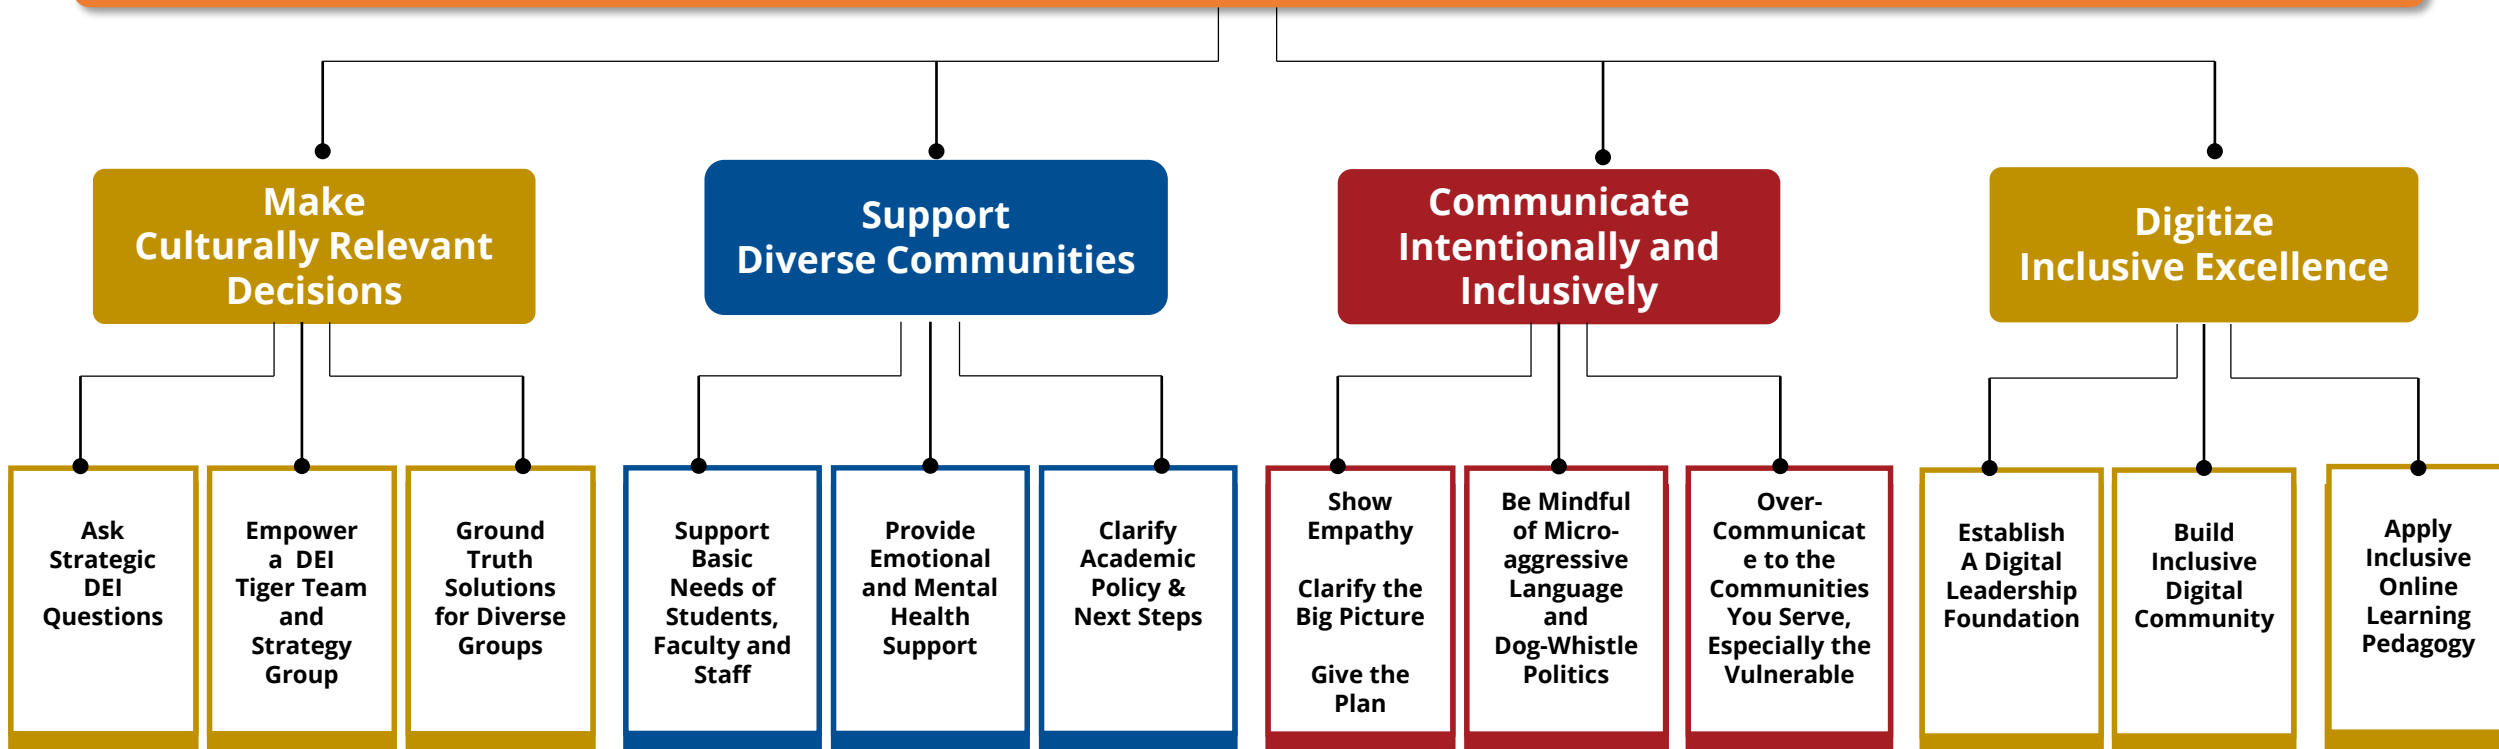 Make
Culturally Relevant
Decisions
Support
Diverse Communities
Communicate
Intentionally and
Inclusively
Digitize
Inclusive Excellence
Ask
Strategic
DEI
Questions
Empower
a DEI
Tiger Team
and
Strategy
Group
Ground
Truth
Solutions
for Diverse
Groups
Support
Basic
Needs of
Students,
Faculty and
Staff
Provide
Emotional
and Mental
Health
Support
Clarify
Academic
Policy &
Next Steps
Show
Empathy
Clarify the
Big Picture
Give the
Plan
Be Mindful
of Micro-
aggressive
Language
and
Dog-Whistle
Politics
Over-
Communicat
e to the
Communities
You Serve,
Especially the
Vulnerable
Establish
A Digital
Leadership
Foundation
Build
Inclusive
Digital
Community
Apply
Inclusive
Online
Learning
Pedagogy